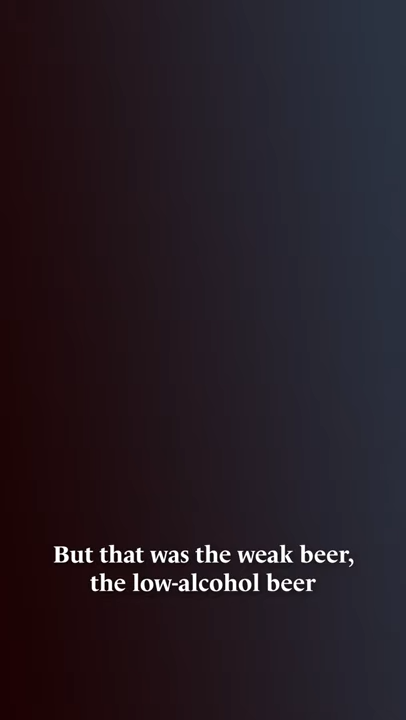 But that was the weak beer,
the low-alcohol beer